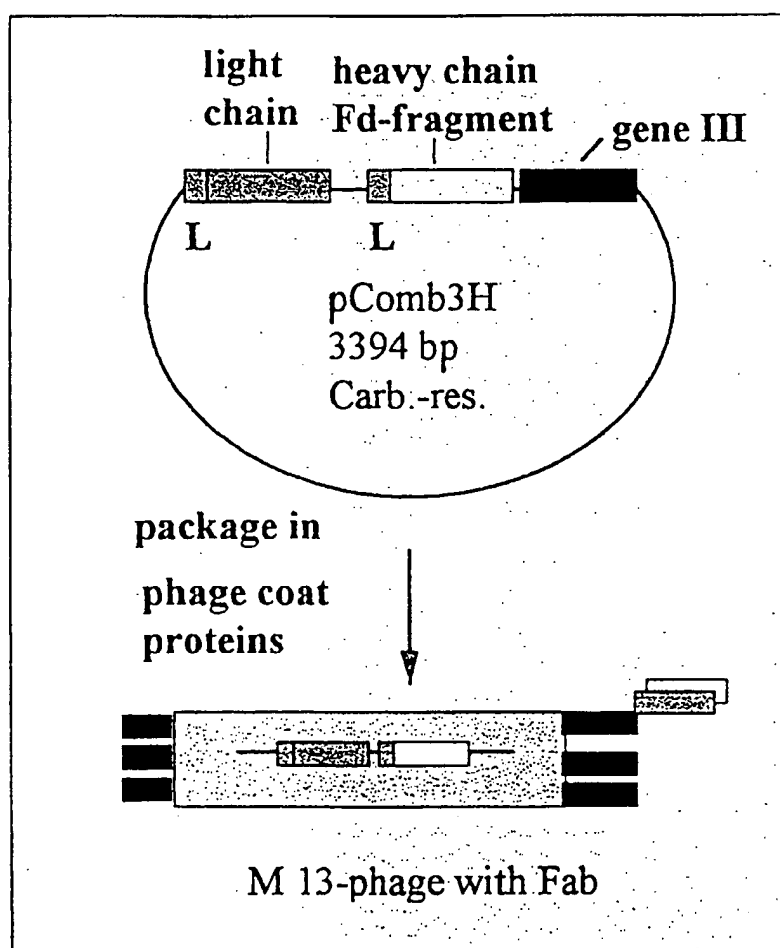 light
chain
heavy chain
Fd-fragment
gene III
L
L
pComb3H
3394 bp
Carb.-res.
package in
phage coat
proteins
M 13-phage with Fab